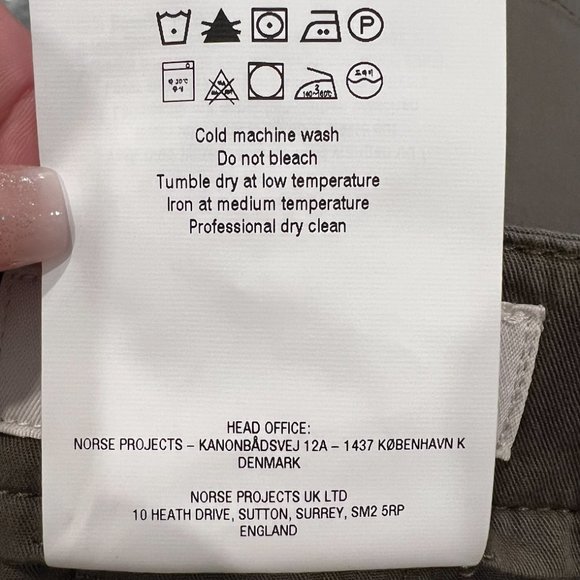 P
Cold machine wash
Do not bleach
Tumble dry at low temperature
Iron at medium temperature
Professional dry clean
HEAD OFFICE:
NORSE PROJECTS – KANONBÅDSVEJ 12A – 1437 KØBENHAVN K
DENMARK
NORSE PROJECTS UK LTD
10 HEATH DRIVE, SUTTON, SURREY, SM2 5RP
ENGLAND